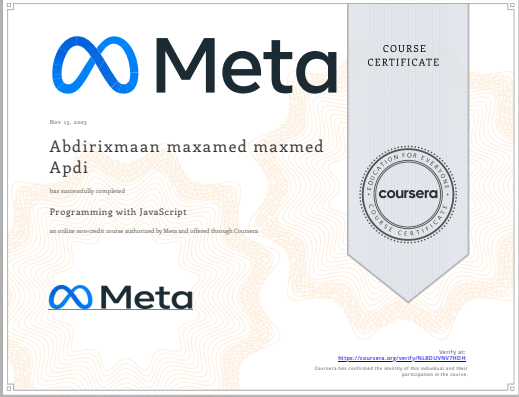 Meta
COURSE
CERTIFICATE
Nov 15, 2023
Abdirixmaan maxamed maxmed
Apdi
has successfully completed
Programming with JavaScript
an online non-credit course authorized by Meta and offered through Coursera
EDUCATION FOR EVERYONE
coursera
COURSE CERTIFICATE
Meta
Verify at:
https://coursera.org/verify/NL8DUVNV7HDH
Coursera has confirmed the identity of this individual and their
participation in the course.